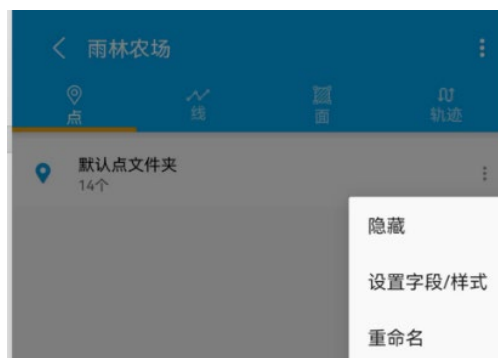 雨林农场
点 线 面 轨迹
默认点文件夹
14个
隐藏
设置字段/样式
重命名